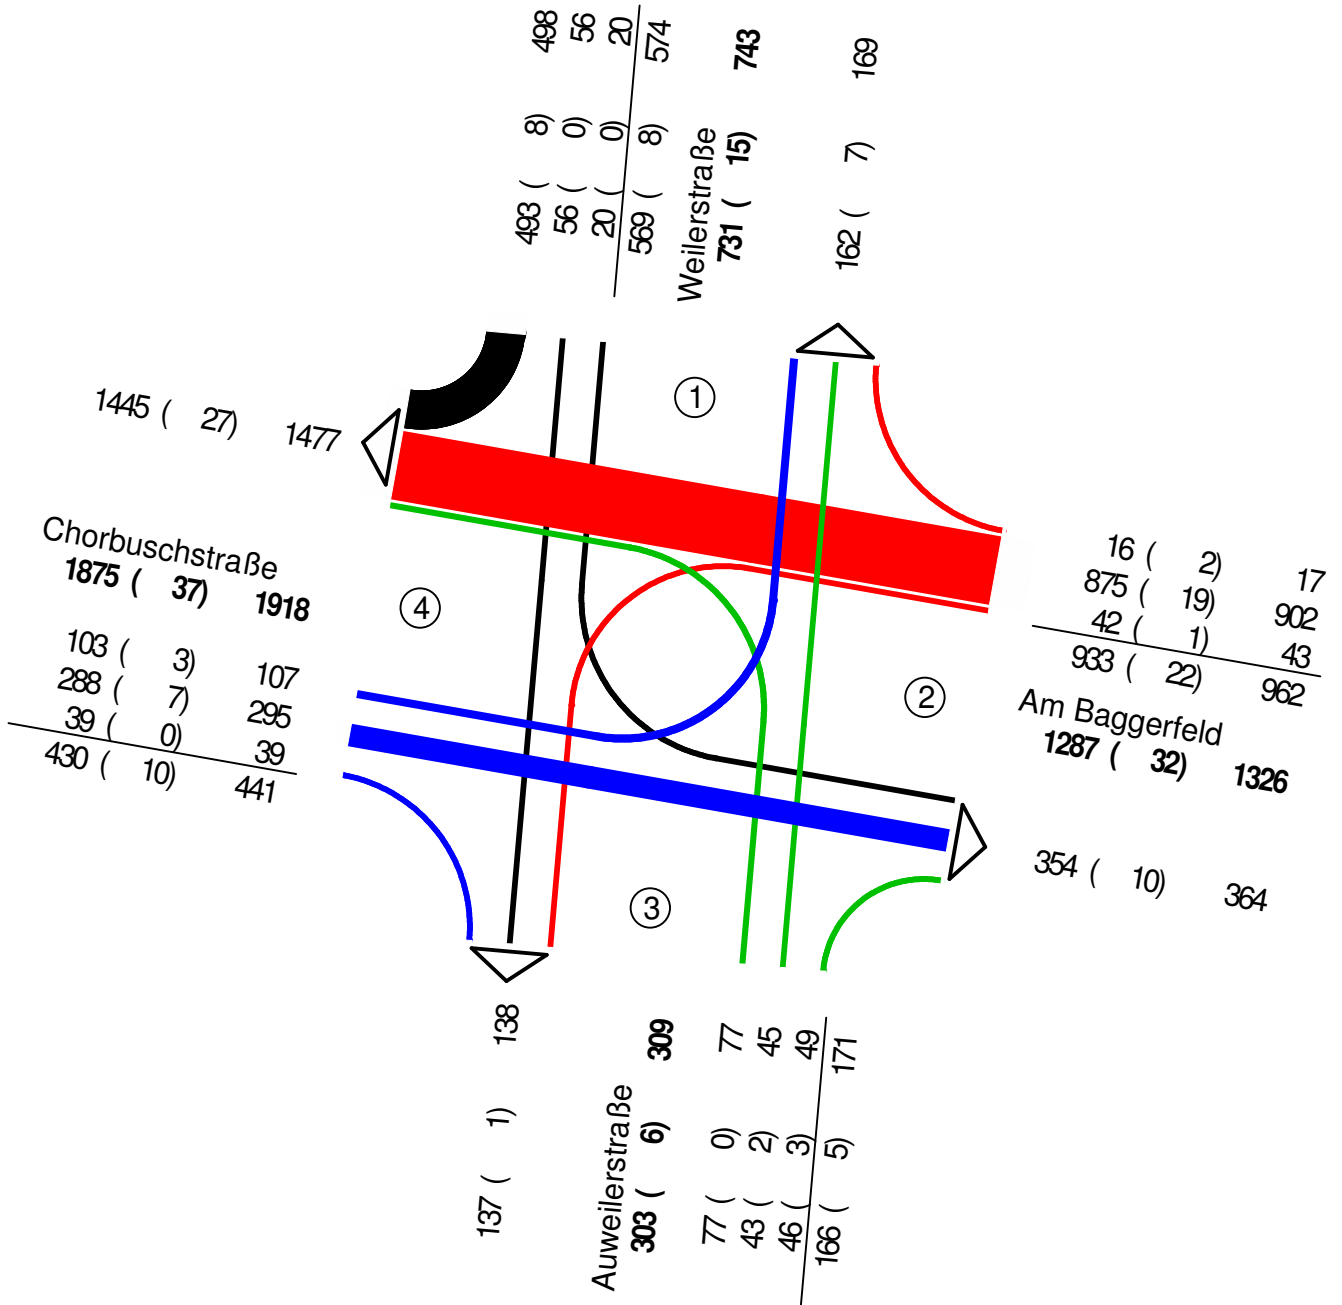 493 ( 8) 498
56 ( 0) 56
20 ( 0) 20
569 ( 8) 574
Weilerstraße
731 ( 15) 743
162 ( 7) 169
1445 ( 27) 1477
Chorbuschstraße
1875 ( 37) 1918
103 ( 3) 107
288 ( 7) 295
39 ( 0) 39
430 ( 10) 441
1
2
3
4
16 ( 2) 17
875 ( 19) 902
42 ( 1) 43
933 ( 22) 962
Am Baggerfeld
1287 ( 32) 1326
354 ( 10) 364
137 ( 1) 138
Auweilerstraße
303 ( 6) 309
77 ( 0) 77
43 ( 2) 45
46 ( 3) 49
166 ( 5) 171